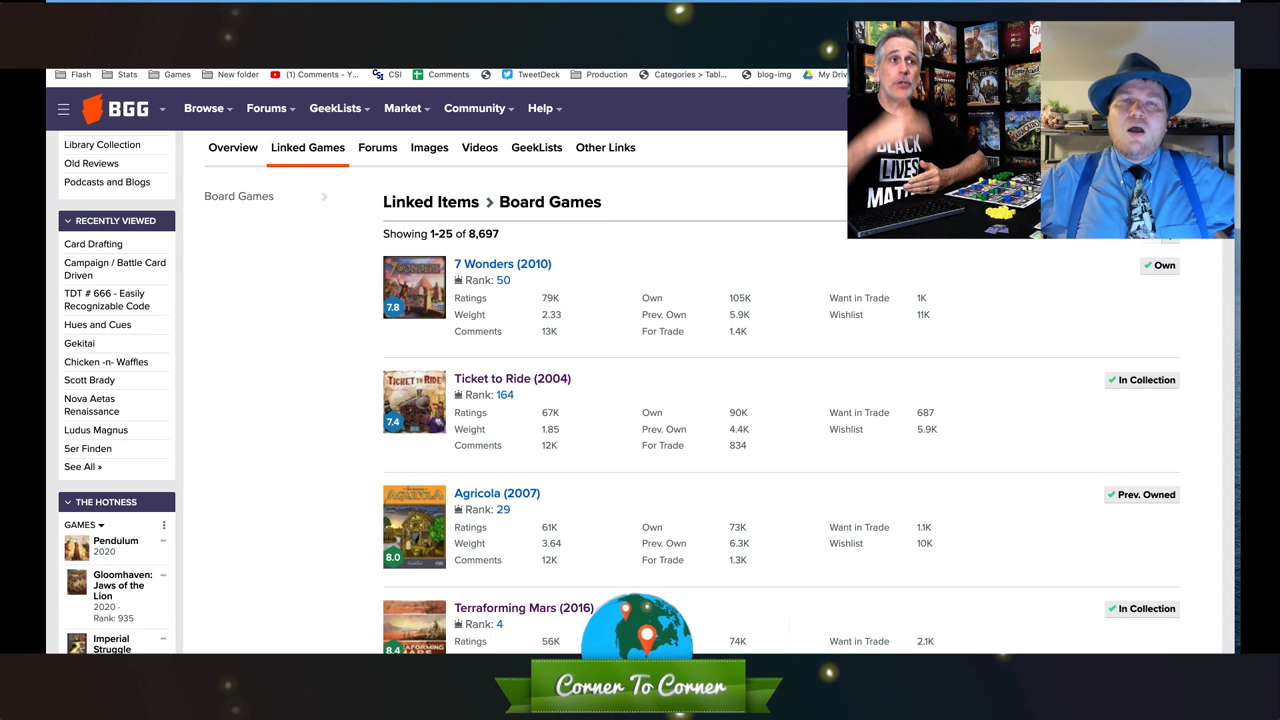 Flash
Stats
Games
New folder
(1) Comments - Y...
CSI
Comments
TweetDeck
Production
Categories > Tabl...
blog-img
My Driv
BGG
Browse
Forums
GeekLists
Market
Community
Help
Library Collection
Old Reviews
Podcasts and Blogs
RECENTLY VIEWED
Card Drafting
Campaign / Battle Card
Driven
TDT # 666 - Easily
Recognizable Code
Hues and Cues
Gekitai
Chicken -n- Waffles
Scott Brady
Nova Aetas
Renaissance
Ludus Magnus
5er Finden
See All »
THE HOTNESS
GAMES
Pendulum
2020
Gloomhaven:
Jaws of the
Lion
2020 ·
Rank: 935
Imperial
Struggle
Overview
Linked Games
Forums
Images
Videos
GeekLists
Other Links
Board Games
Linked Items > Board Games
Showing 1-25 of 8,697
7 Wonders (2010)
Own
Rank: 50
7.8
Ratings 79K Own 105K Want in Trade 1K
Weight 2.33 Prev. Own 5.9K Wishlist 11K
Comments 13K For Trade 1.4K
Ticket to Ride (2004)
In Collection
Rank: 164
TICKET TO RIDE
7.4
Ratings 67K Own 90K Want in Trade 687
Weight 1.85 Prev. Own 4.4K Wishlist 5.9K
Comments 12K For Trade 834
Agricola (2007)
Prev. Owned
Rank: 29
AGRICOLA
8.0
Ratings 61K Own 73K Want in Trade 1.1K
Weight 3.64 Prev. Own 6.3K Wishlist 10K
Comments 12K For Trade 1.3K
Terraforming Mars (2016)
In Collection
Rank: 4
8.4
Ratings 56K 74K Want in Trade 2.1K
BLACK
LIVES
MATT
MERLIN
Corner To Corner